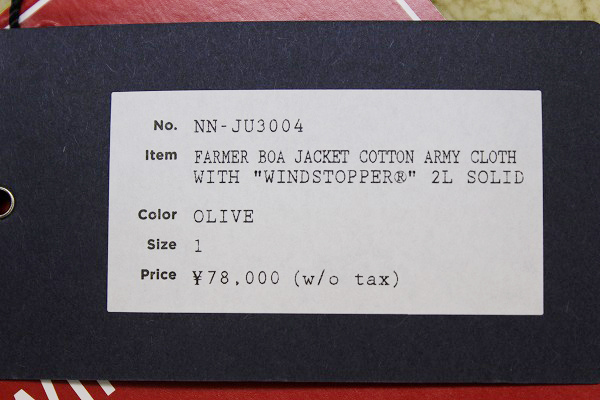 No. NN-JU3004
Item FARMER BOA JACKET COTTON ARMY CLOTH
WITH "WINDSTOPPER®" 2L SOLID
Color OLIVE
Size 1
Price ¥78,000 (w/o tax)